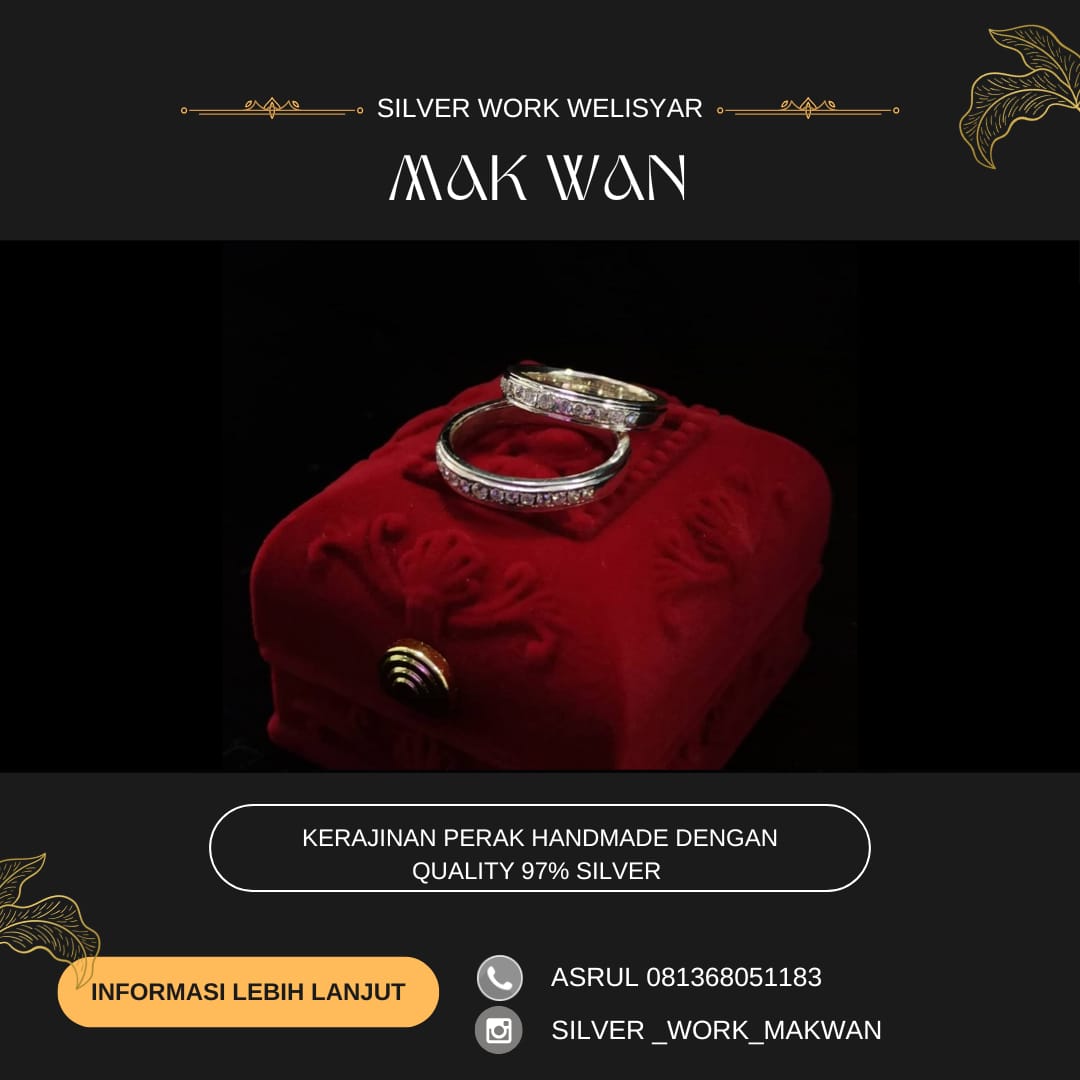 SILVER WORK WELISYAR
MAK WAN
KERAJINAN PERAK HANDMADE DENGAN
QUALITY 97% SILVER
INFORMASI LEBIH LANJUT
ASRUL 081368051183
SILVER _WORK_MAKWAN